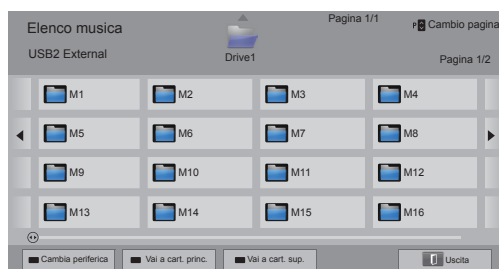 Elenco musica
Pagina 1/1
P Cambio pagina
USB2 External
Drive1
Pagina 1/2
M1 M2 M3 M4
M5 M6 M7 M8
M9 M10 M11 M12
M13 M14 M15 M16
Cambia periferica Vai a cart. princ. Vai a cart. sup. Uscita